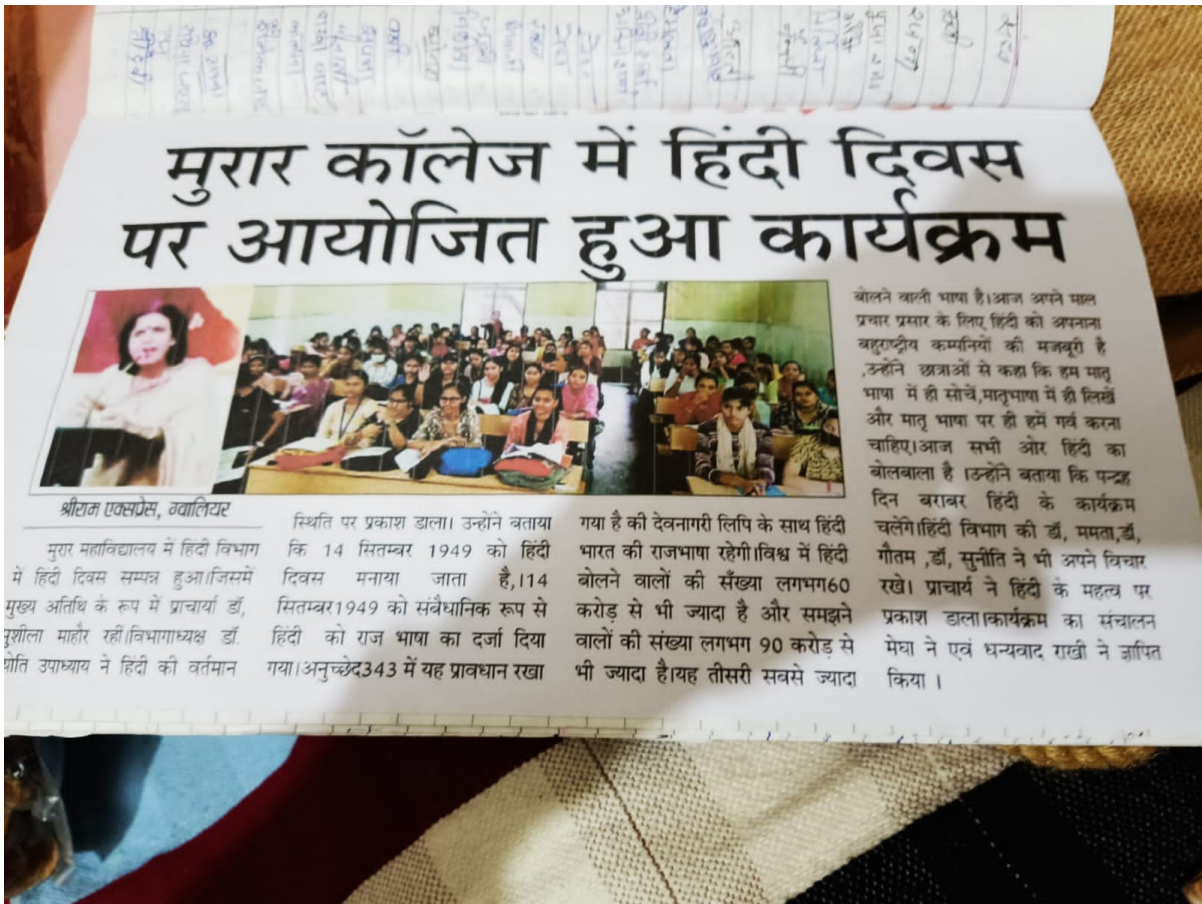 मुरार कॉलेज में हिंदी दिवस
पर आयोजित हुआ कार्यक्रम
श्रीराम एक्सप्रेस, ग्वालियर
मुरार महाविद्यालय में हिंदी विभाग
में हिंदी दिवस सम्पन्न हुआ।जिसमें
मुख्य अतिथि के रूप में प्राचार्या डॉ,
सुशीला माहौर रहीं।विभागाध्यक्ष डॉ.
ज्योति उपाध्याय ने हिंदी की वर्तमान
स्थिति पर प्रकाश डाला। उन्होंने बताया
कि 14 सितम्बर 1949 को हिंदी
दिवस मनाया जाता है,।14
सितम्बर1949 को संवैधानिक रूप से
हिंदी को राज भाषा का दर्जा दिया
गया।अनुच्छेद343 में यह प्रावधान रखा
गया है की देवनागरी लिपि के साथ हिंदी
भारत की राजभाषा रहेगी।विश्व में हिंदी
बोलने वालों की सँख्या लगभग60
करोड़ से भी ज्यादा है और समझने
वालों की संख्या लगभग 90 करोड़ से
भी ज्यादा है।यह तीसरी सबसे ज्यादा
बोलने वाली भाषा है।आज अपने माल
प्रचार प्रसार के लिए हिंदी को अपनाना
बहुराष्ट्रीय कम्पनियों की मजबूरी है
,उन्होंने छात्राओं से कहा कि हम मातृ
भाषा में ही सोचें,मातृभाषा में ही लिखें
और मातृ भाषा पर ही हमें गर्व करना
चाहिए।आज सभी ओर हिंदी का
बोलबाला है ।उन्होंने बताया कि पन्द्रह
दिन बराबर हिंदी के कार्यक्रम
चलेंगे।हिंदी विभाग की डॉ, ममता,डॉ,
गौतम ,डॉ, सुनीति ने भी अपने विचार
रखे। प्राचार्य ने हिंदी के महत्व पर
प्रकाश डाला।कार्यक्रम का संचालन
मेघा ने एवं धन्यवाद राखी ने ज्ञापित
किया ।